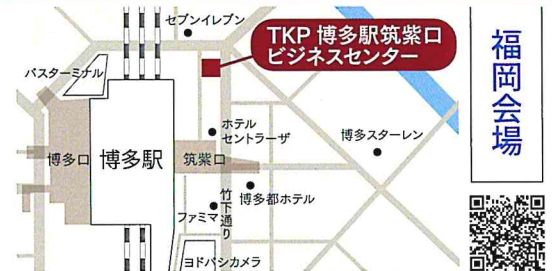 セブンイレブン
TKP 博多駅筑紫口
ビジネスセンター
福岡会場
バスターミナル
ホテル
セントラーザ
博多スターレン
博多口
博多駅
筑紫口
竹下通り
博多都ホテル
ファミマ
ヨドバシカメラ